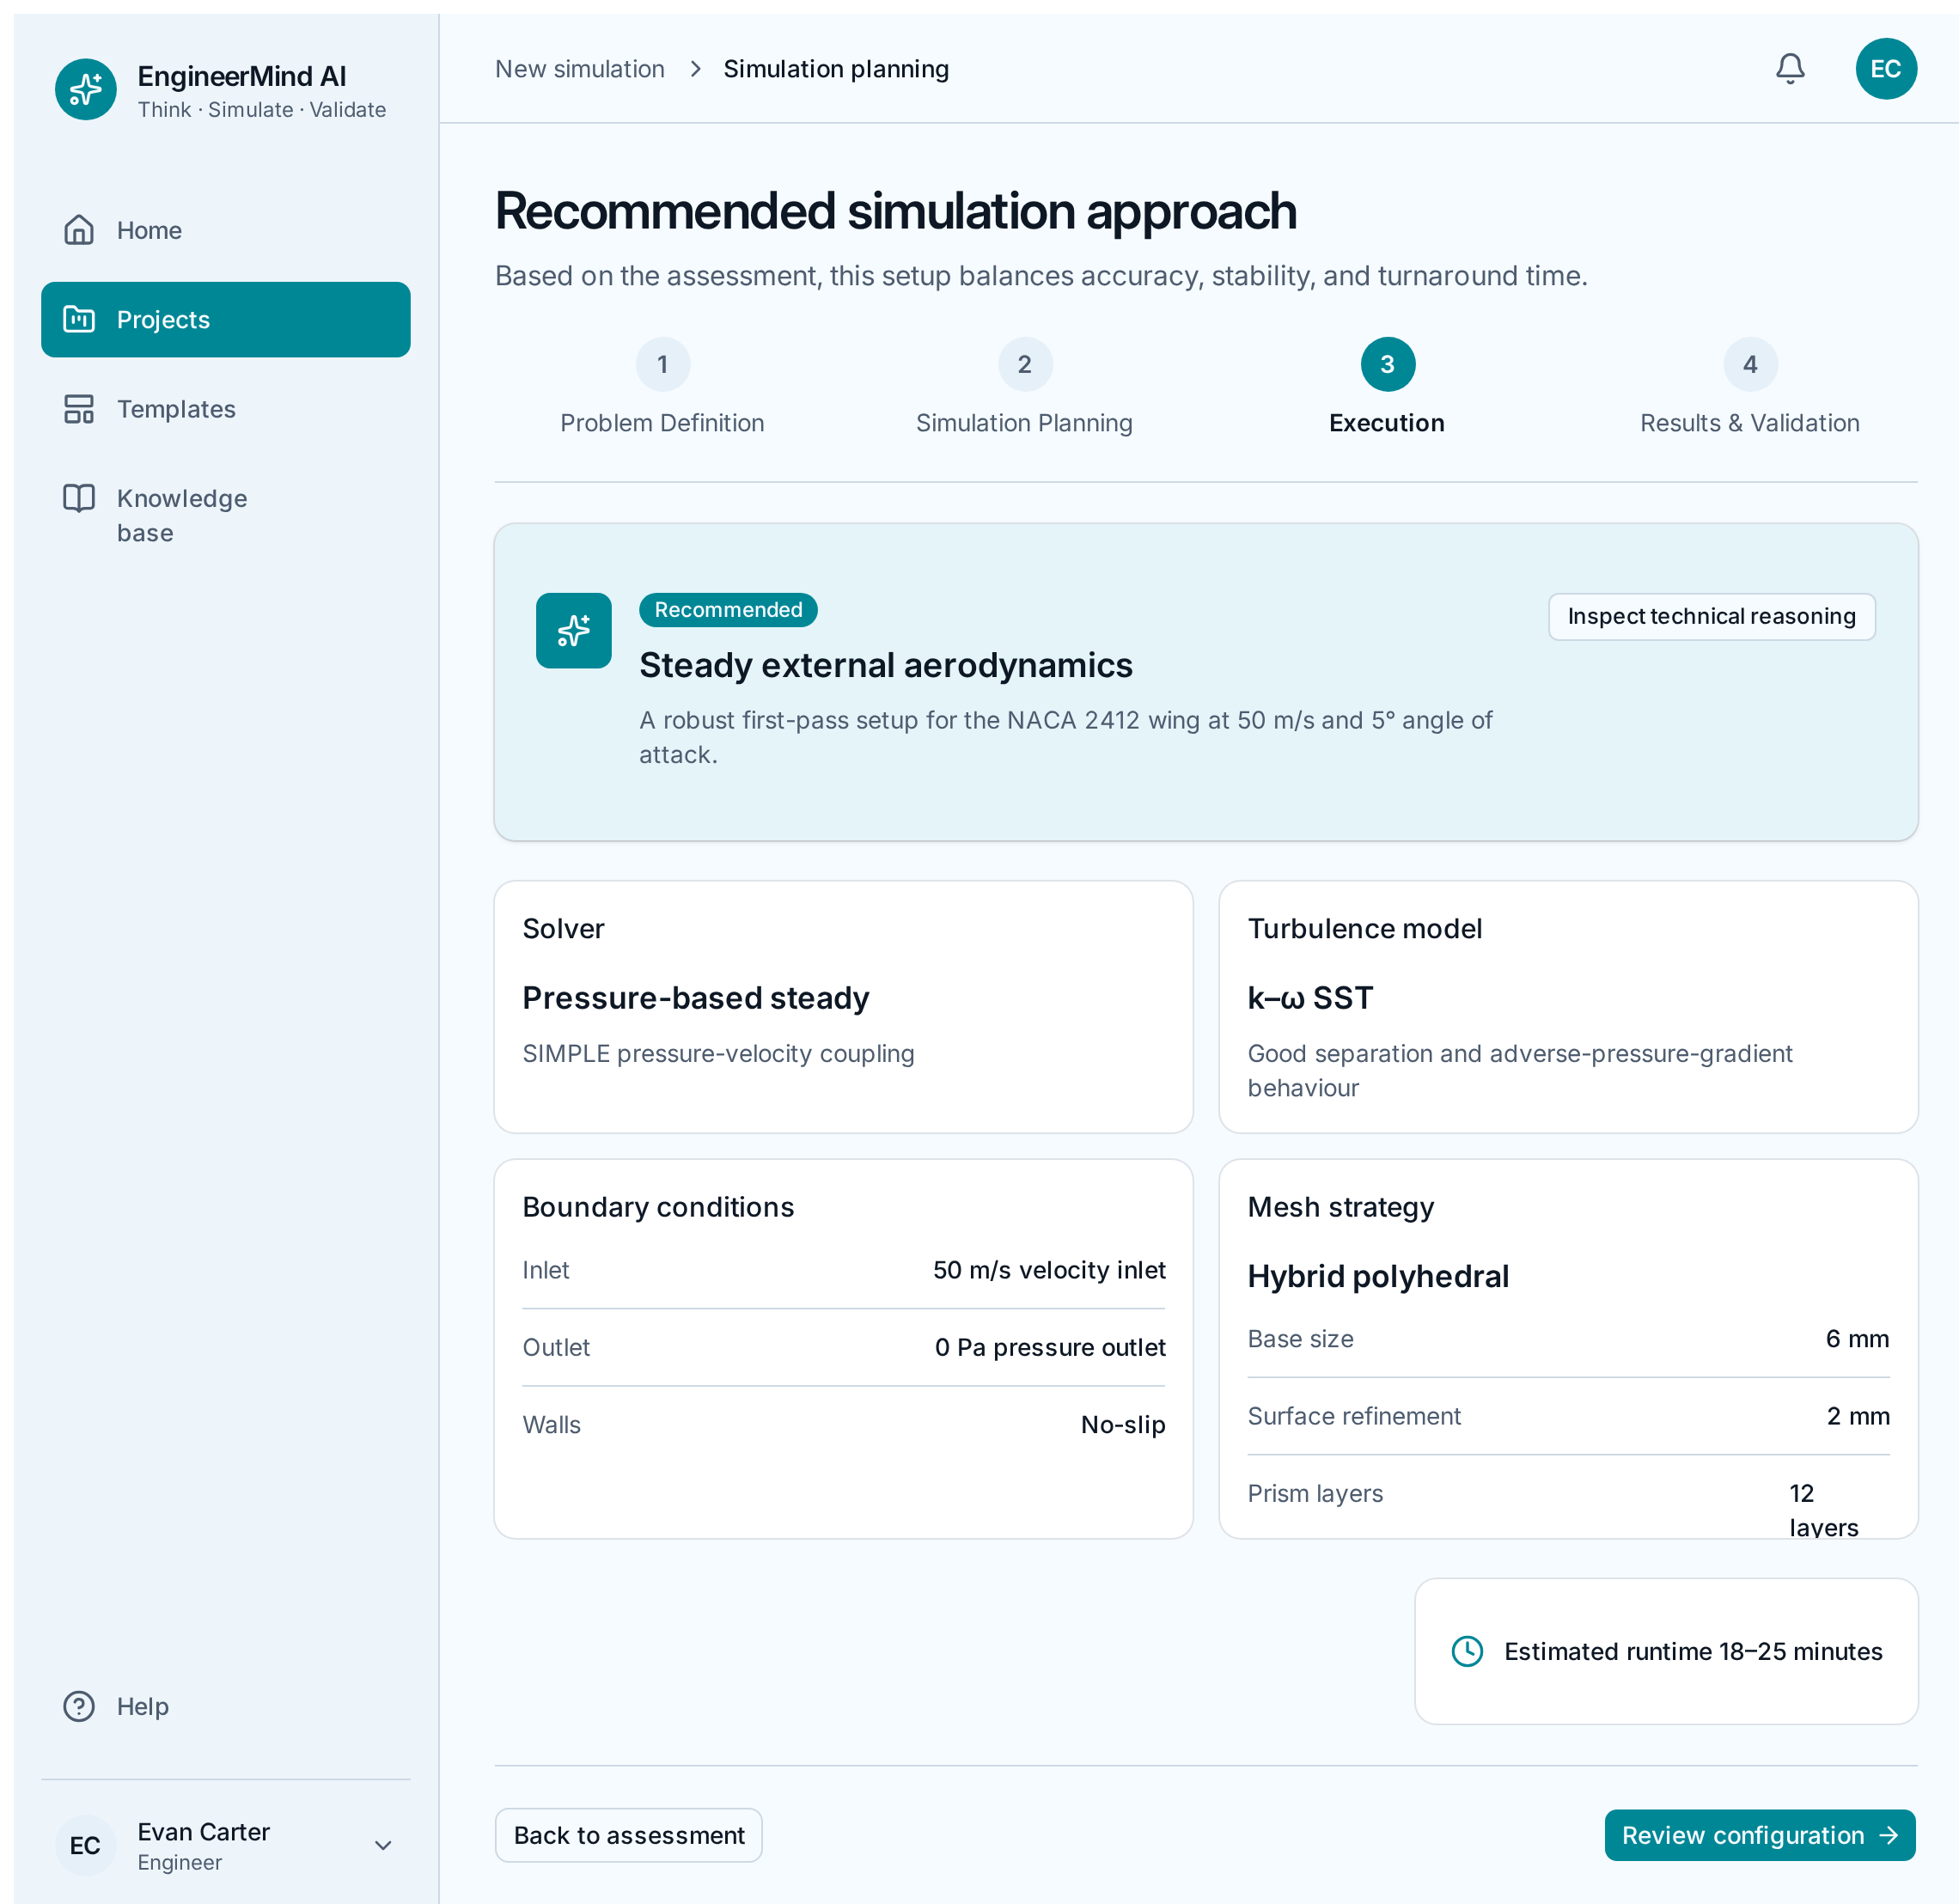 EngineerMind AI
Think · Simulate · Validate
Home
Projects
Templates
Knowledge
base
Help
EC
Evan Carter
Engineer
New simulation
Simulation planning
EC
Recommended simulation approach
Based on the assessment, this setup balances accuracy, stability, and turnaround time.
1
Problem Definition
2
Simulation Planning
3
Execution
4
Results & Validation
Recommended
Steady external aerodynamics
A robust first-pass setup for the NACA 2412 wing at 50 m/s and 5° angle of
attack.
Inspect technical reasoning
Solver
Pressure-based steady
SIMPLE pressure-velocity coupling
Turbulence model
k–ω SST
Good separation and adverse-pressure-gradient
behaviour
Boundary conditions
Inlet 50 m/s velocity inlet
Outlet 0 Pa pressure outlet
Walls No-slip
Mesh strategy
Hybrid polyhedral
Base size 6 mm
Surface refinement 2 mm
Prism layers 12
layers
Estimated runtime 18–25 minutes
Back to assessment
Review configuration